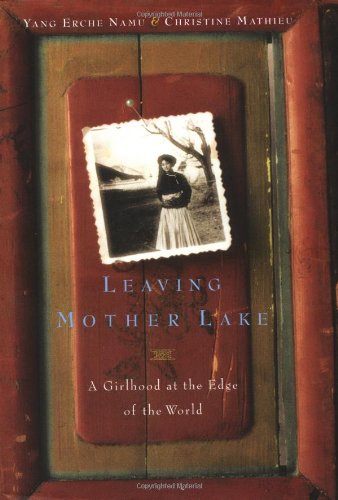 YANG ERCHE NAMU & CHRISTINE MATHIEU
LEAVING
MOTHER LAKE
A Girlhood at the Edge
of the World